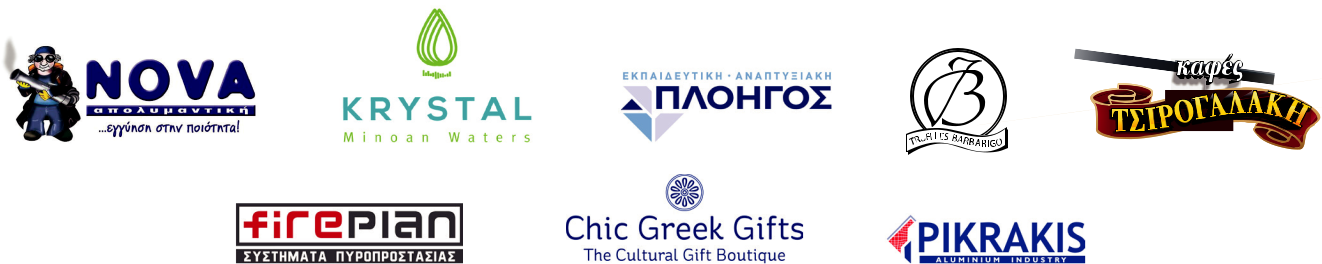 NOVA
απολυμαντική
...εγγύηση στην ποιότητα!
KRYSTAL
Minoan Waters
ΕΚΠΑΙΔΕΥΤΙΚΗ · ΑΝΑΠΤΥΞΙΑΚΗ
ΠΛΟΗΓΟΣ
BARBARIGO
καφές
ΤΣΙΡΟΓΑΛΑΚΗ
firePlan
ΣΥΣΤΗΜΑΤΑ ΠΥΡΟΠΡΟΣΤΑΣΙΑΣ
Chic Greek Gifts
The Cultural Gift Boutique
PIKRAKIS
ALUMINIUM INDUSTRY